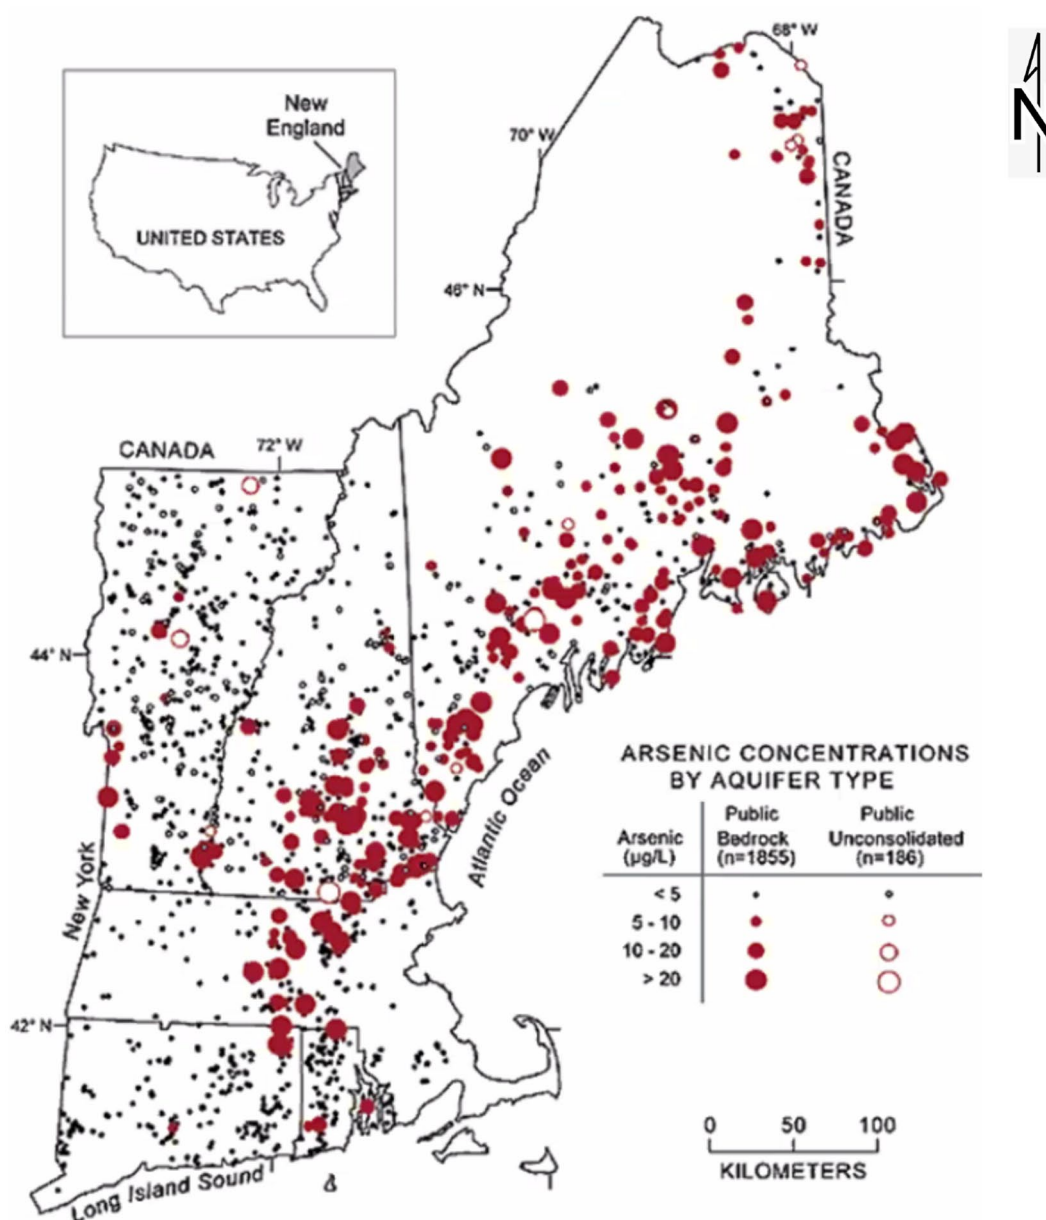 68° W
N
New
England
70° W
CANADA
UNITED STATES
46° N
CANADA
72° W
44° N
Atlantic Ocean
ARSENIC CONCENTRATIONS
BY AQUIFER TYPE
Arsenic
(µg/L)
Public
Bedrock
(n=1855)
Public
Unconsolidated
(n=186)
< 5
5 - 10
10 - 20
> 20
New York
42° N
0 50 100
KILOMETERS
Long Island Sound